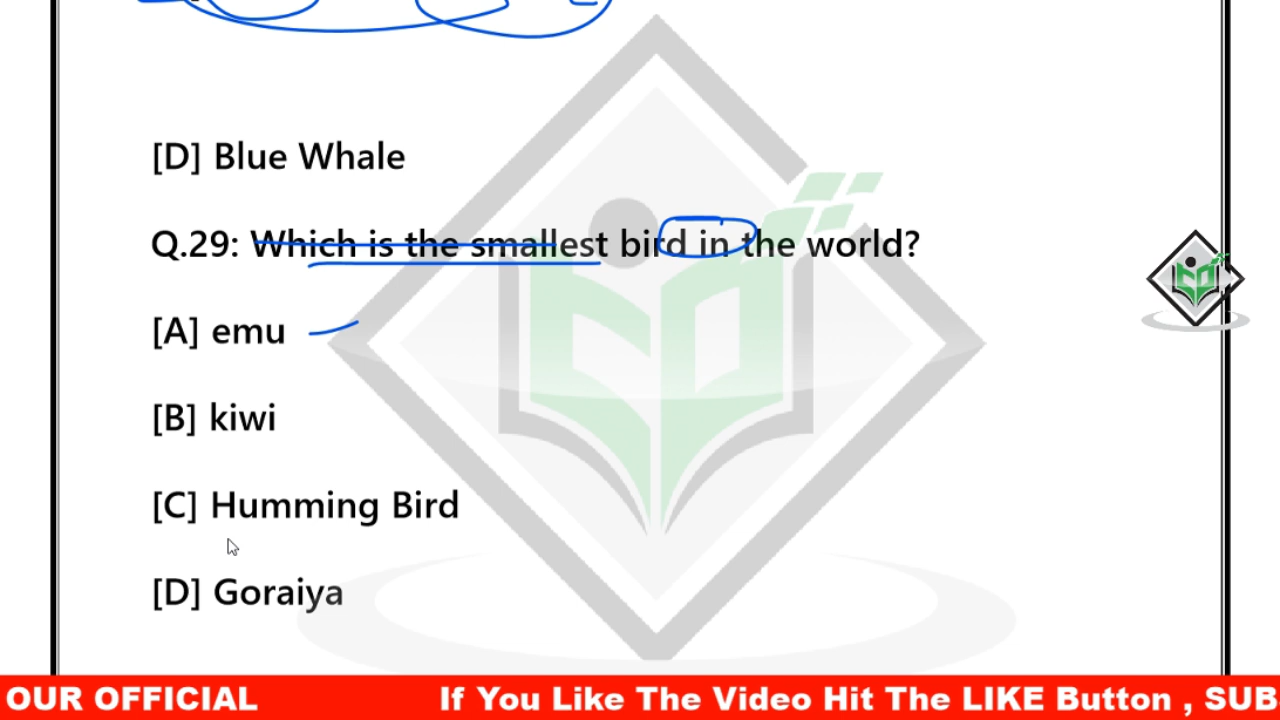 [D] Blue Whale
Q.29: Which is the smallest bird in the world?
[A] emu
[B] kiwi
[C] Humming Bird
[D] Goraiya
OUR OFFICIAL If You Like The Video Hit The LIKE Button , SUB